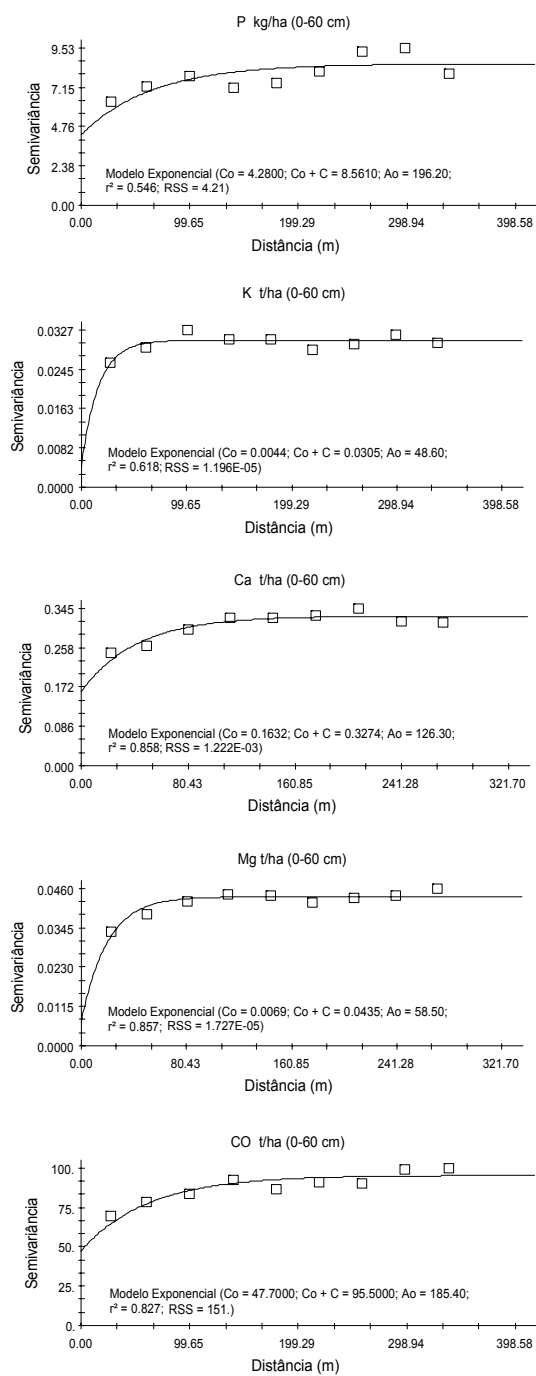 P kg/ha (0-60 cm)
9.53
7.15
4.76
2.38
0.00
Semivariância
Modelo Exponencial (Co = 4.2800; Co + C = 8.5610; Ao = 196.20;
r² = 0.546; RSS = 4.21)
0.00 99.65 199.29 298.94 398.58
Distância (m)
K t/ha (0-60 cm)
0.0327
0.0245
0.0163
0.0082
0.0000
Semivariância
Modelo Exponencial (Co = 0.0044; Co + C = 0.0305; Ao = 48.60;
r² = 0.618; RSS = 1.196E-05)
0.00 99.65 199.29 298.94 398.58
Distância (m)
Ca t/ha (0-60 cm)
0.345
0.258
0.172
0.086
0.000
Semivariância
Modelo Exponencial (Co = 0.1632; Co + C = 0.3274; Ao = 126.30;
r² = 0.858; RSS = 1.222E-03)
0.00 80.43 160.85 241.28 321.70
Distância (m)
Mg t/ha (0-60 cm)
0.0460
0.0345
0.0230
0.0115
0.0000
Semivariância
Modelo Exponencial (Co = 0.0069; Co + C = 0.0435; Ao = 58.50;
r² = 0.857; RSS = 1.727E-05)
0.00 80.43 160.85 241.28 321.70
Distância (m)
CO t/ha (0-60 cm)
100.
75.
50.
25.
0.
Semivariância
Modelo Exponencial (Co = 47.7000; Co + C = 95.5000; Ao = 185.40;
r² = 0.827; RSS = 151.)
0.00 99.65 199.29 298.94 398.58
Distância (m)